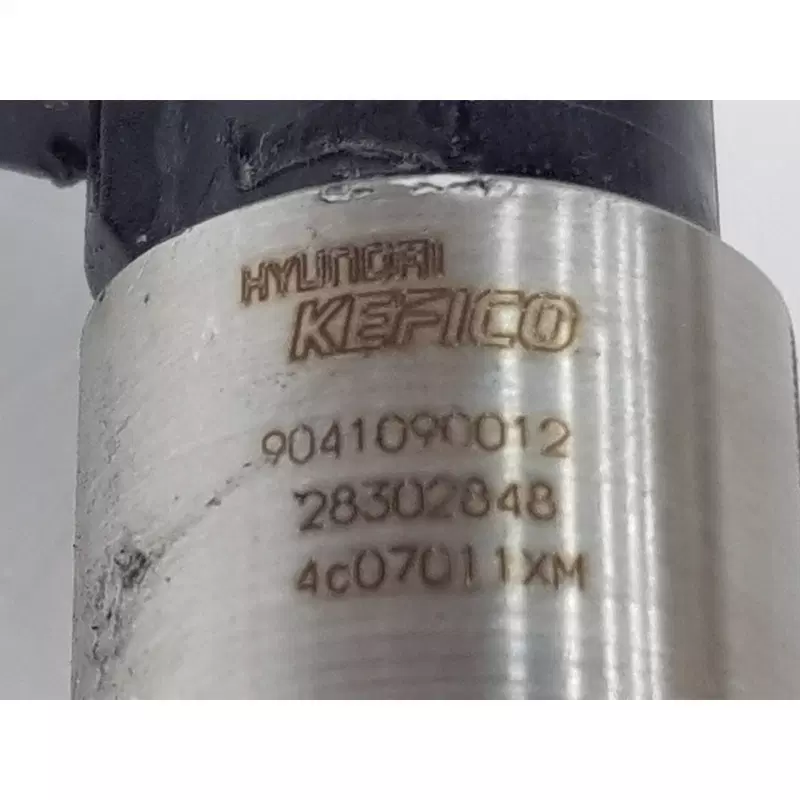 HYUNDAI
KEFICO
9041090012
28302848
4c07011XM